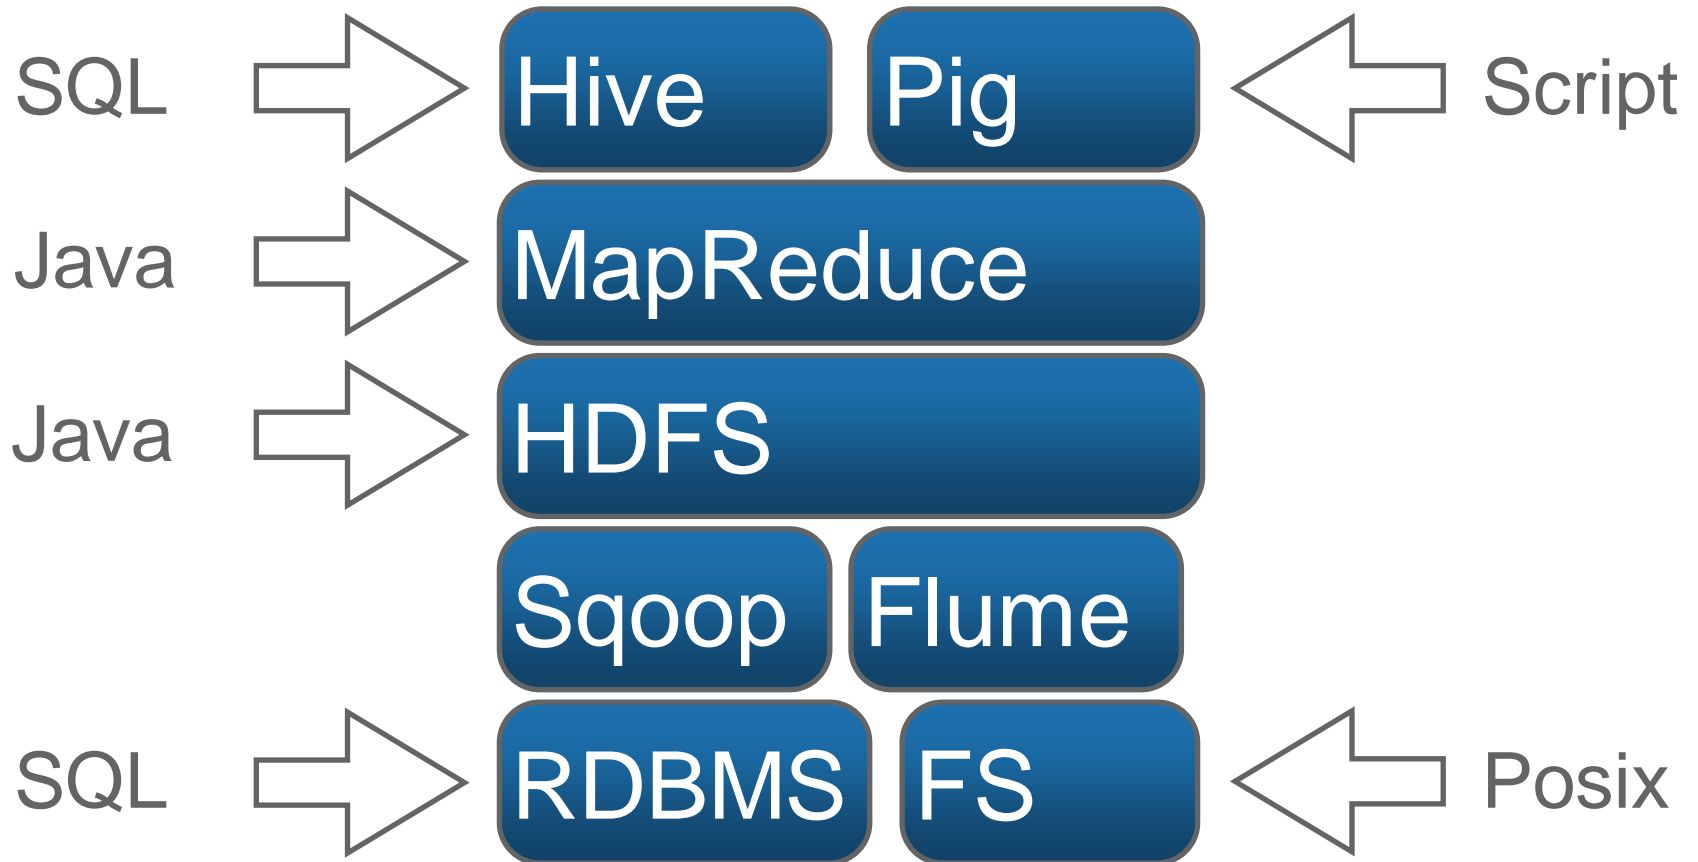 SQL Hive Pig Script
Java MapReduce
Java HDFS
Sqoop Flume
SQL RDBMS FS Posix